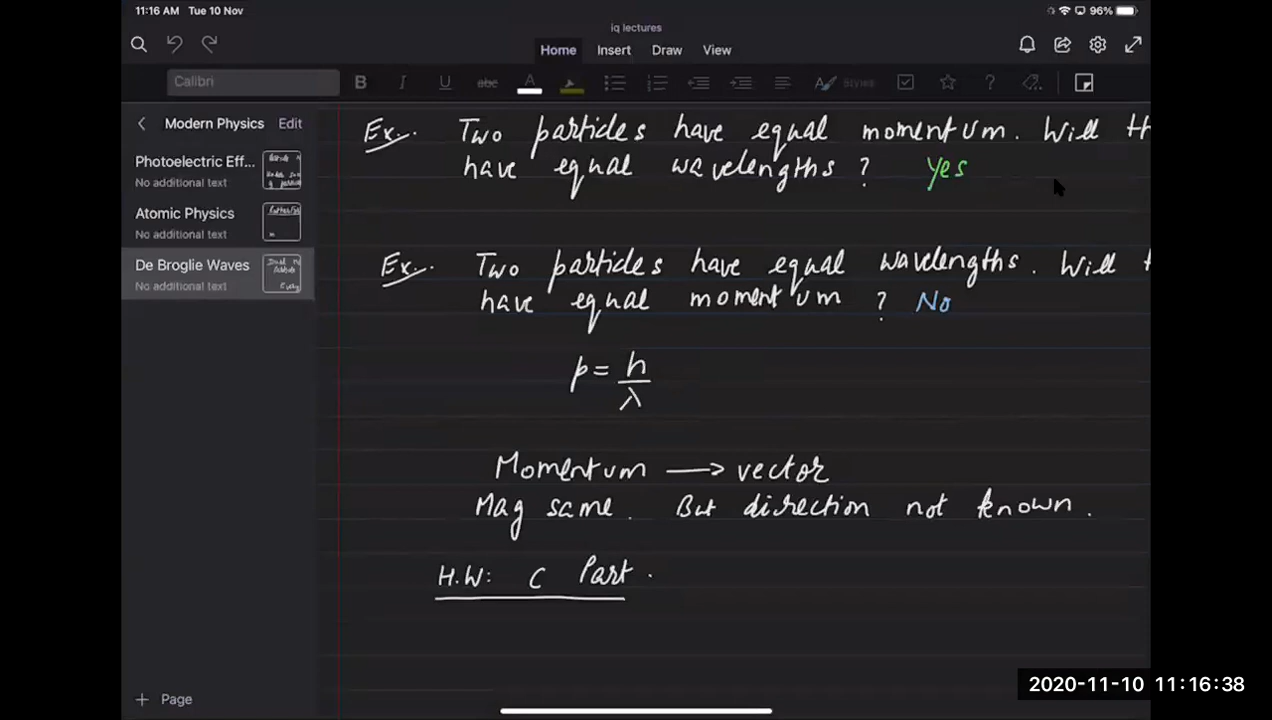 11:16 AM Tue 10 Nov
96%
iq lectures
Home Insert Draw View
Calibri
B I U abc A Styles ?
Modern Physics Edit
Photoelectric Eff...
No additional text
Atomic Physics
No additional text
De Broglie Waves
No additional text
Ex. Two particles have equal momentum. Will th
have equal wavelengths ? Yes
Ex. Two particles have equal wavelengths. Will t
have equal momentum ? No
p = h/λ
Momentum → vector
Mag same. But direction not known.
H.W: C Part.
+ Page
2020-11-10 11:16:38